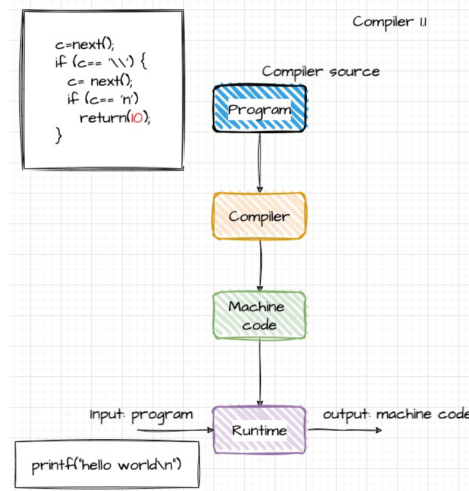 Compiler 1.1
c=next();
if (c== '\\') {
c= next();
if (c== 'n')
return(10);
}
Compiler source
Program
Compiler
Machine
code
Input: program
Runtime
output: machine code
printf("hello world\n")